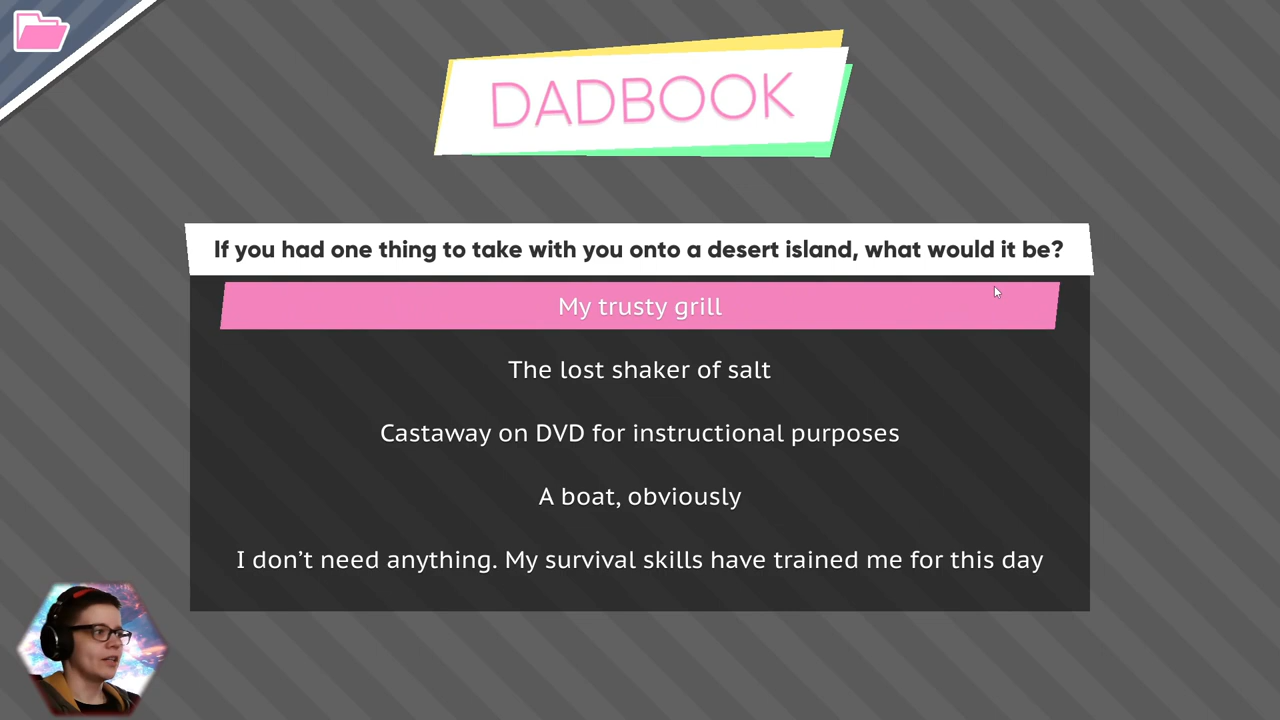 DADBOOK
If you had one thing to take with you onto a desert island, what would it be?
My trusty grill
The lost shaker of salt
Castaway on DVD for instructional purposes
A boat, obviously
I don’t need anything. My survival skills have trained me for this day